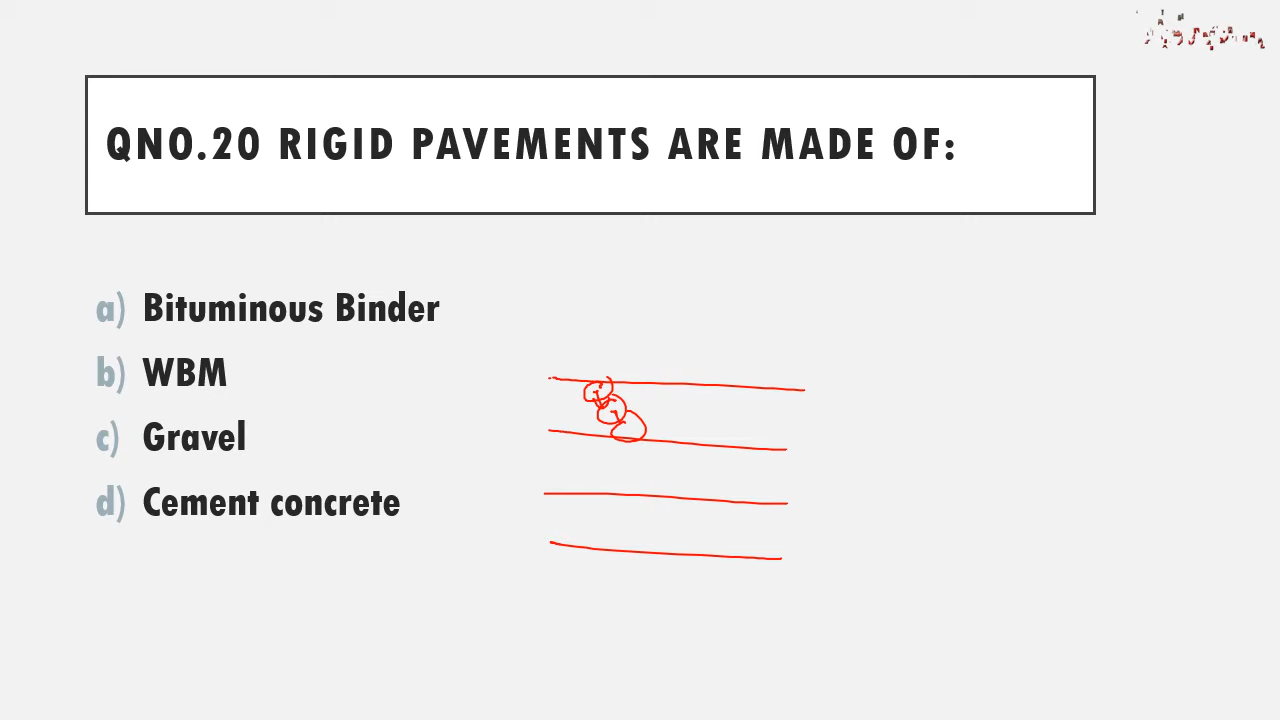 QNO.20 RIGID PAVEMENTS ARE MADE OF:
a) Bituminous Binder
b) WBM
c) Gravel
d) Cement concrete